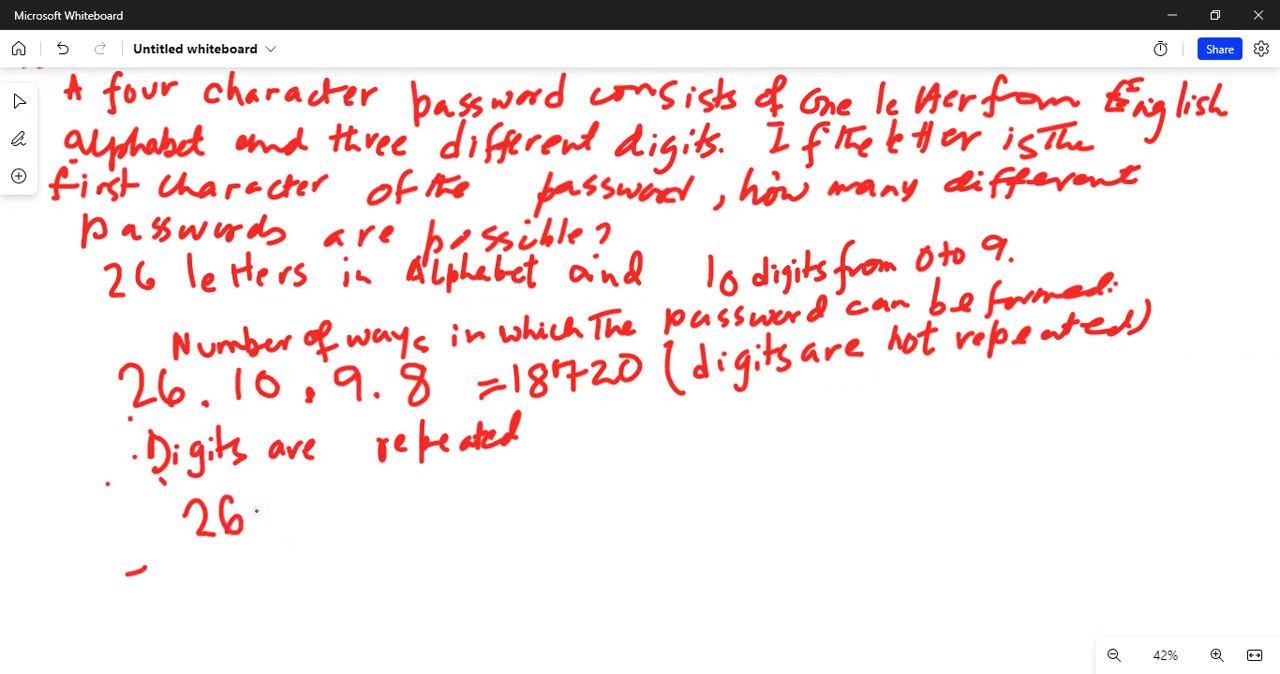 Microsoft Whiteboard
Untitled whiteboard
Share
A four character password consists of one letter from English
alphabet and three different digits. If the letter is the
first character of the password, how many different
passwords are possible?
26 letters in Alphabet and 10 digits from 0 to 9.
Number of ways in which the password can be formed.
26.10.9.8 =18720 (digits are not repeated)
Digits are repeated
26
42%